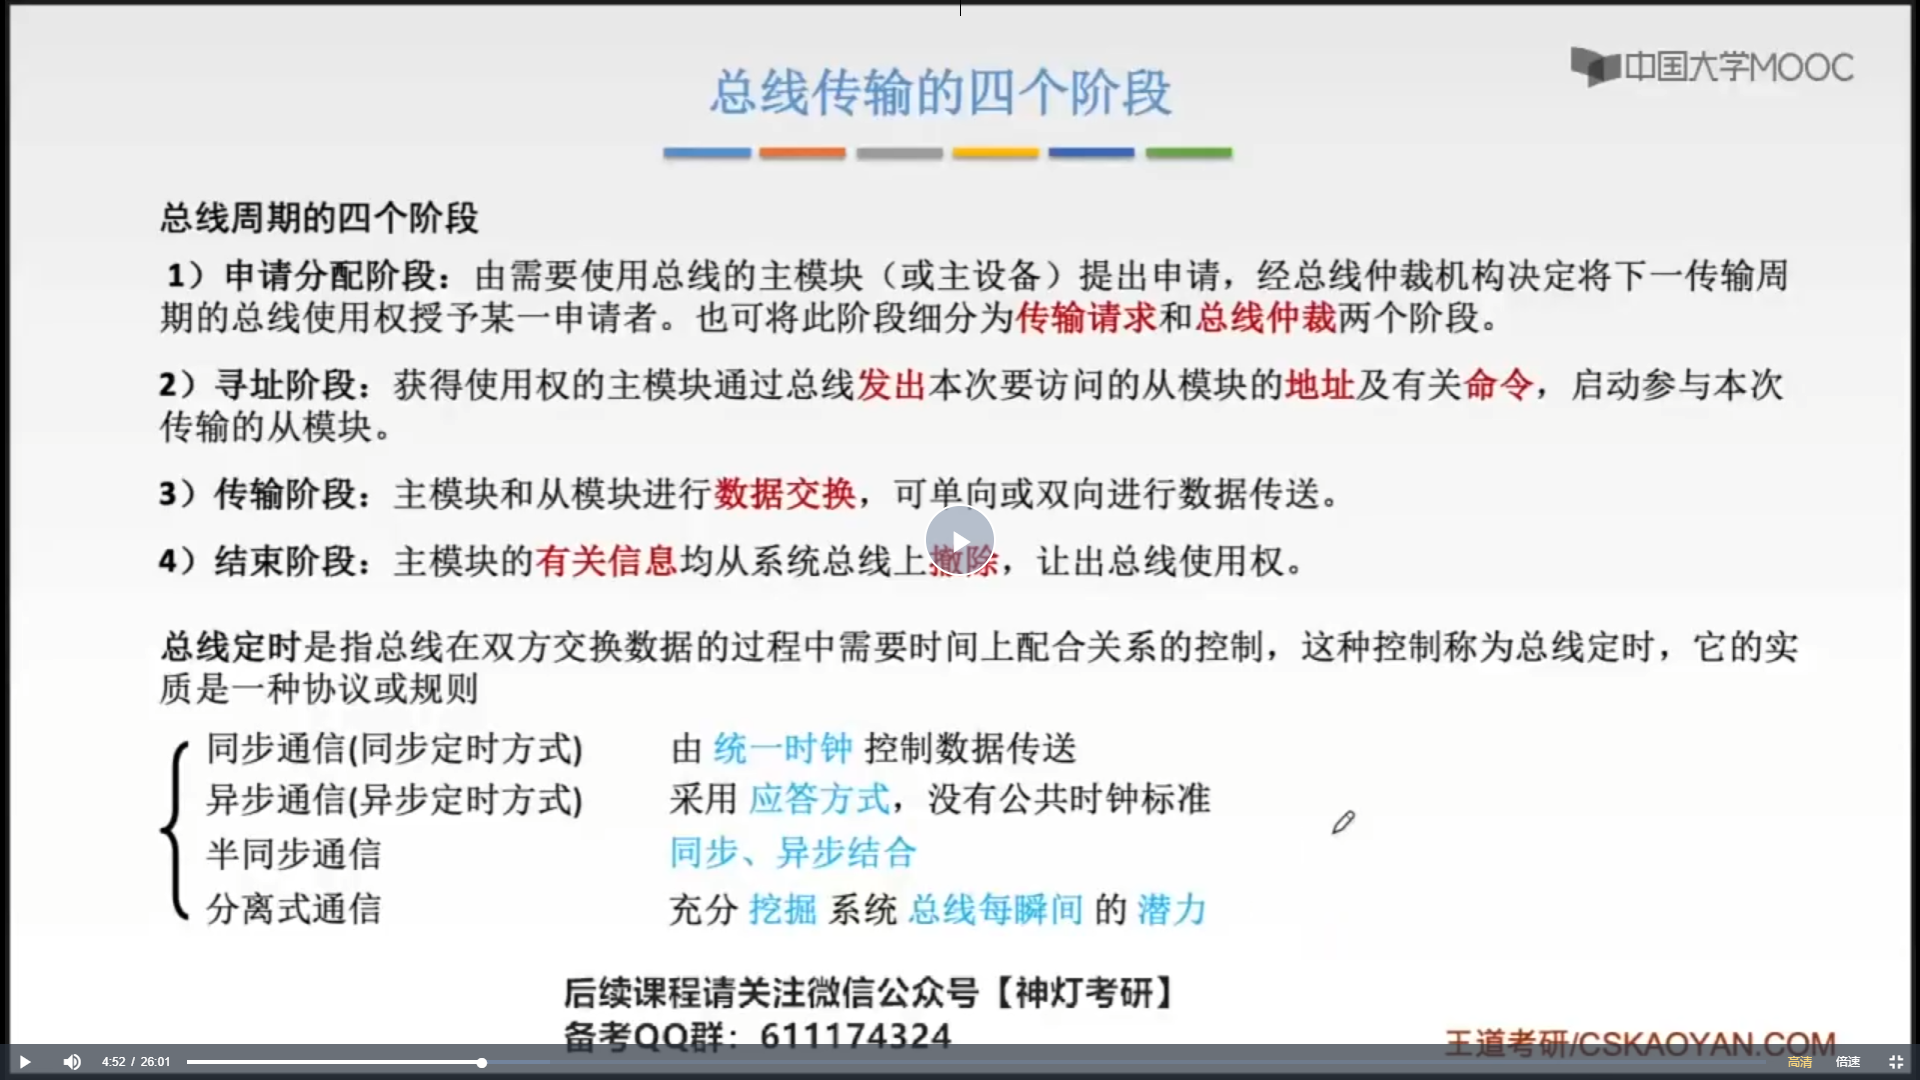 总线传输的四个阶段
中国大学MOOC
总线周期的四个阶段
1）申请分配阶段：由需要使用总线的主模块（或主设备）提出申请，经总线仲裁机构决定将下一传输周
期的总线使用权授予某一申请者。也可将此阶段细分为传输请求和总线仲裁两个阶段。
2）寻址阶段：获得使用权的主模块通过总线发出本次要访问的从模块的地址及有关命令，启动参与本次
传输的从模块。
3）传输阶段：主模块和从模块进行数据交换，可单向或双向进行数据传送。
4）结束阶段：主模块的有关信息均从系统总线上撤除，让出总线使用权。
总线定时是指总线在双方交换数据的过程中需要时间上配合关系的控制，这种控制称为总线定时，它的实
质是一种协议或规则
同步通信(同步定时方式) 由 统一时钟 控制数据传送
异步通信(异步定时方式) 采用 应答方式，没有公共时钟标准
半同步通信 同步、异步结合
分离式通信 充分 挖掘 系统 总线每瞬间 的 潜力
后续课程请关注微信公众号【神灯考研】
备考QQ群：611174324
王道考研/CSKAOYAN.COM
4:52 / 26:01 高清 倍速